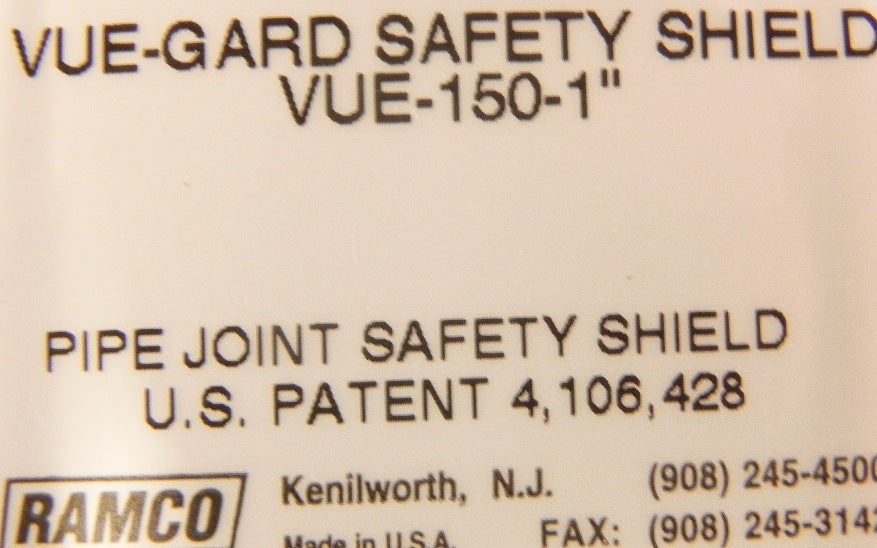 VUE-GARD SAFETY SHIELD
VUE-150-1"
PIPE JOINT SAFETY SHIELD
U.S. PATENT 4,106,428
RAMCO Kenilworth, N.J. (908) 245-4500
Made in U.S.A. FAX: (908) 245-3142